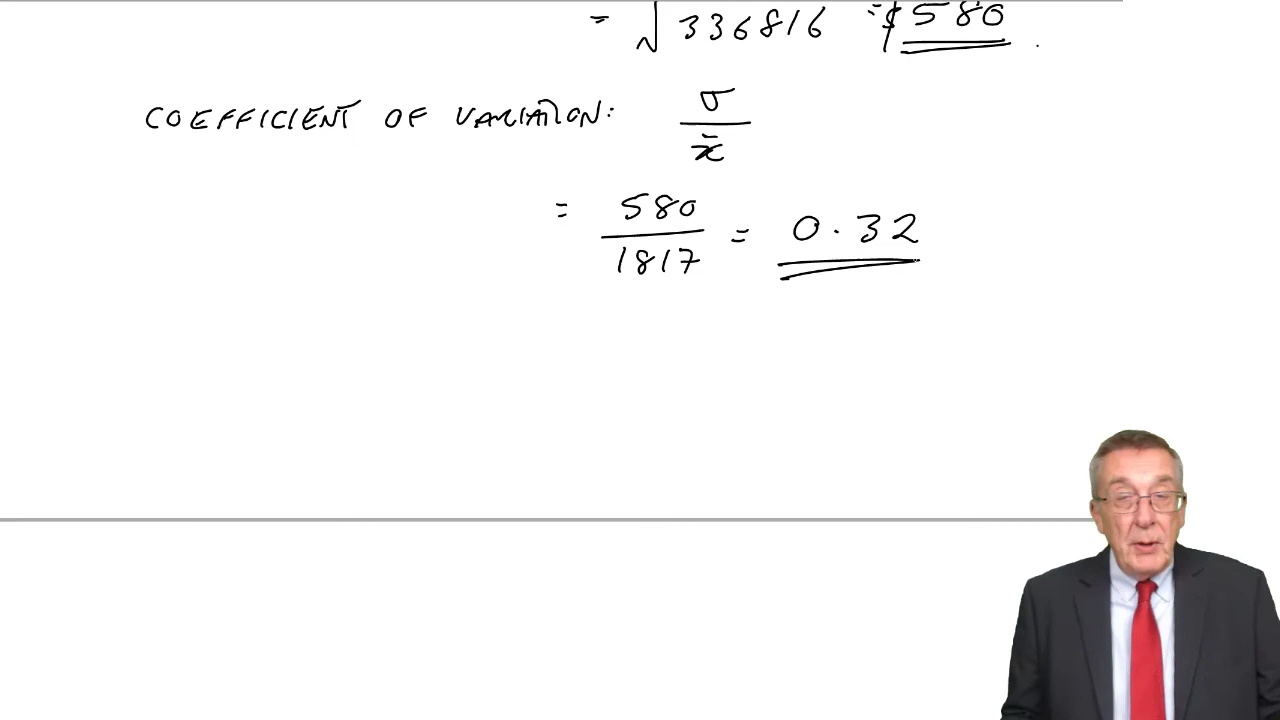 = √336816 = $580
COEFFICIENT OF VARIATION: σ
x̄
= 580
1817 = 0.32